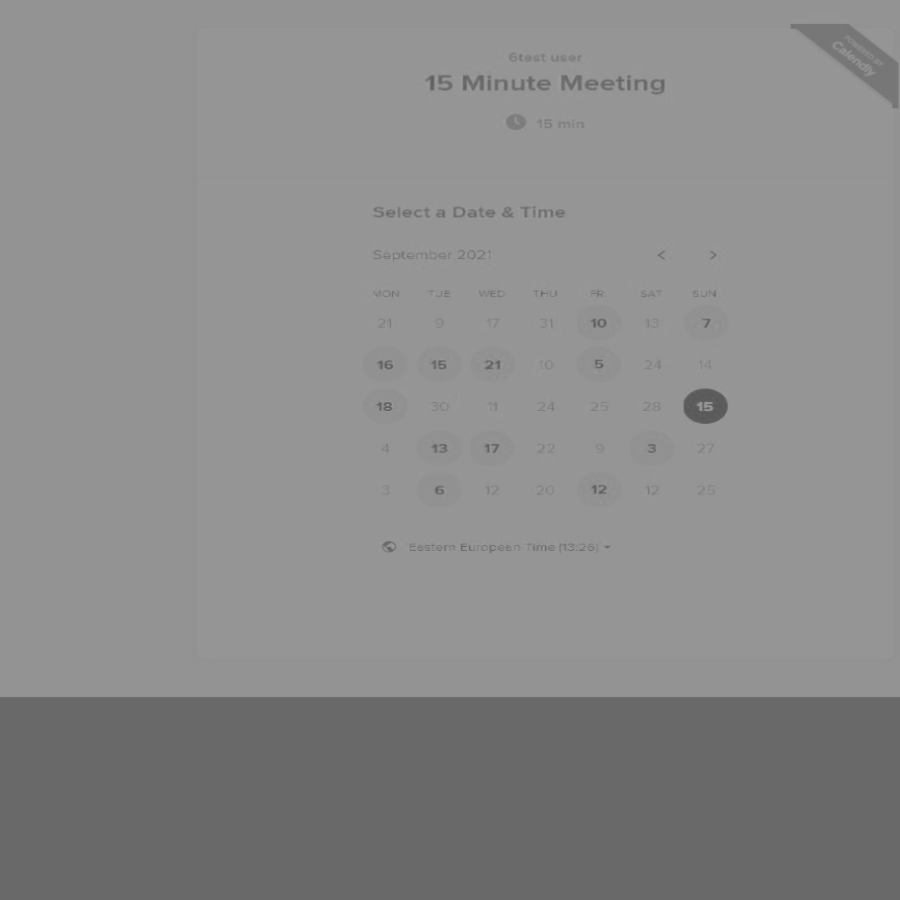 POWERED BY
Calendly
6test user
15 Minute Meeting
15 min
Select a Date & Time
September 2021
< >
MON TUE WED THU FRI SAT SUN
21 9 17 31 10 13 7
16 15 21 10 5 24 14
18 30 11 24 25 28 15
4 13 17 22 9 3 27
3 6 12 20 12 12 25
Eestern European Time (13:26)